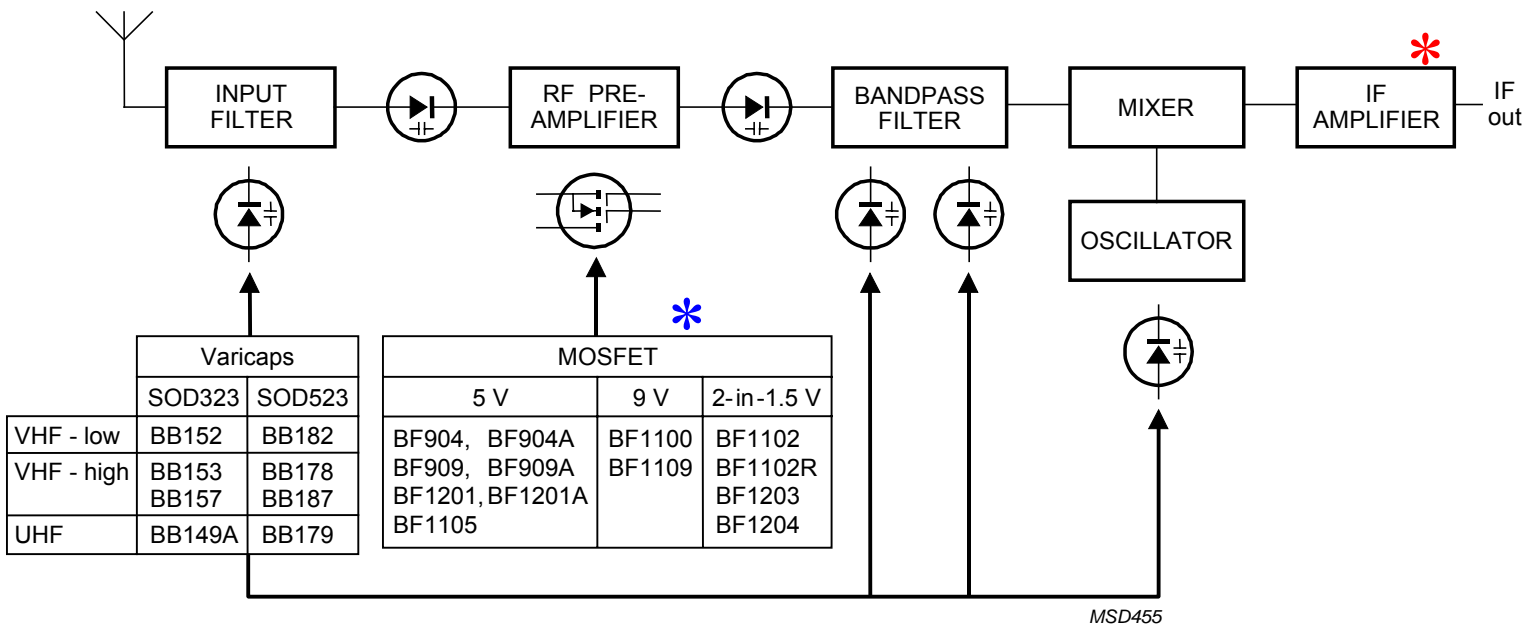 INPUT
FILTER
RF PRE-
AMPLIFIER
BANDPASS
FILTER
MIXER
IF
AMPLIFIER
IF
out
OSCILLATOR
Varicaps
SOD323 SOD523
VHF - low BB152 BB182
VHF - high BB153 BB178
BB157 BB187
UHF BB149A BB179
MOSFET
5 V 9 V 2-in-1.5 V
BF904, BF904A BF1100 BF1102
BF909, BF909A BF1109 BF1102R
BF1201, BF1201A BF1203
BF1105 BF1204
MSD455